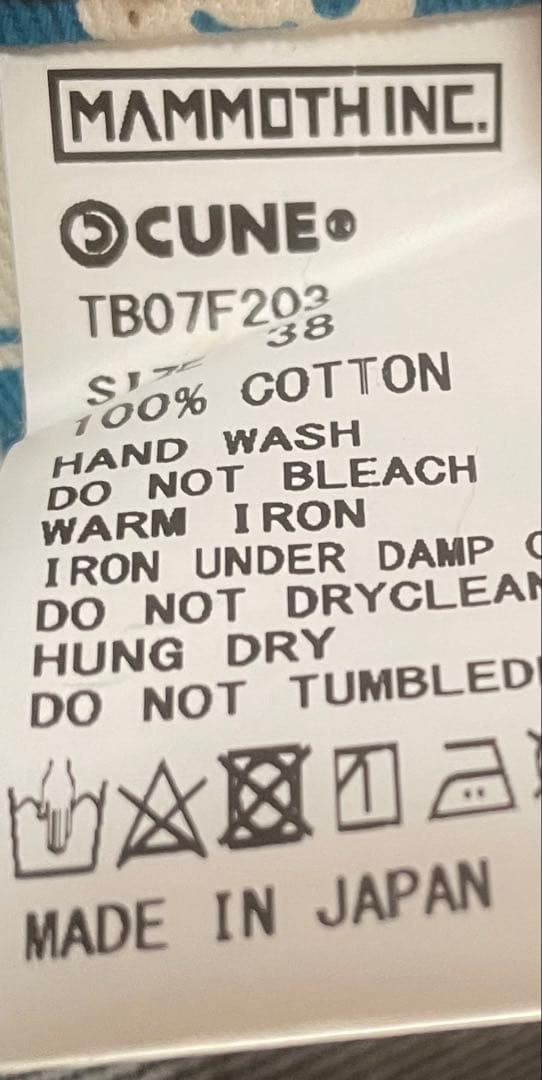 MAMMOTH INC.
CUNE®
TB07F203
SIZE 38
100% COTTON
HAND WASH
DO NOT BLEACH
WARM IRON
IRON UNDER DAMP
DO NOT DRYCLEAN
HUNG DRY
DO NOT TUMBLED
MADE IN JAPAN